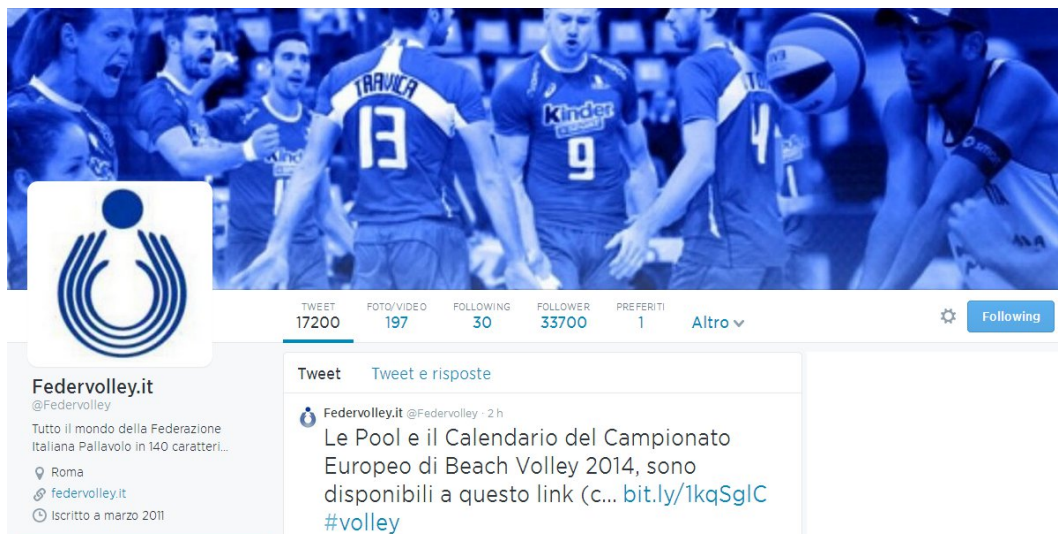 TRAVICA
13
Kinder
9
4
TWEET FOTO/VIDEO FOLLOWING FOLLOWER PREFERITI
17200 197 30 33700 1 Altro
Following
Federvolley.it
@Federvolley
Tutto il mondo della Federazione
Italiana Pallavolo in 140 caratteri...
Roma
federvolley.it
Iscritto a marzo 2011
Tweet Tweet e risposte
Federvolley.it @Federvolley · 2 h
Le Pool e il Calendario del Campionato
Europeo di Beach Volley 2014, sono
disponibili a questo link (c... bit.ly/1kqSglC
#volley